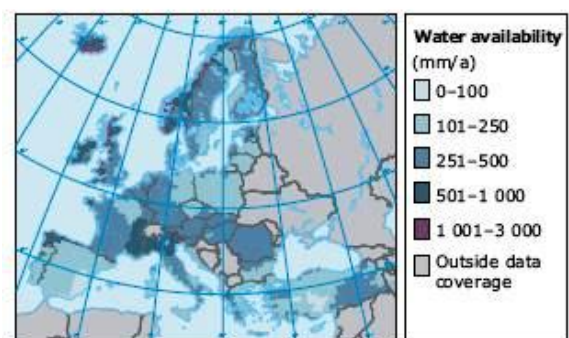 Water availability
(mm/a)
0–100
101–250
251–500
501–1 000
1 001–3 000
Outside data
coverage